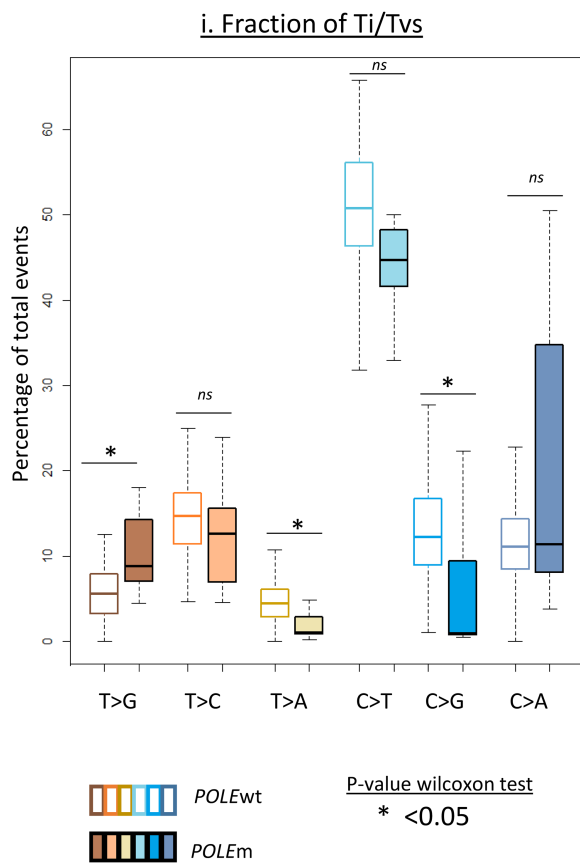 i. Fraction of Ti/Tvs
Percentage of total events
60
50
40
30
20
10
0
ns
ns
*
ns
*
*
T>G T>C T>A C>T C>G C>A
POLEwt
POLEm
P-value wilcoxon test
* <0.05